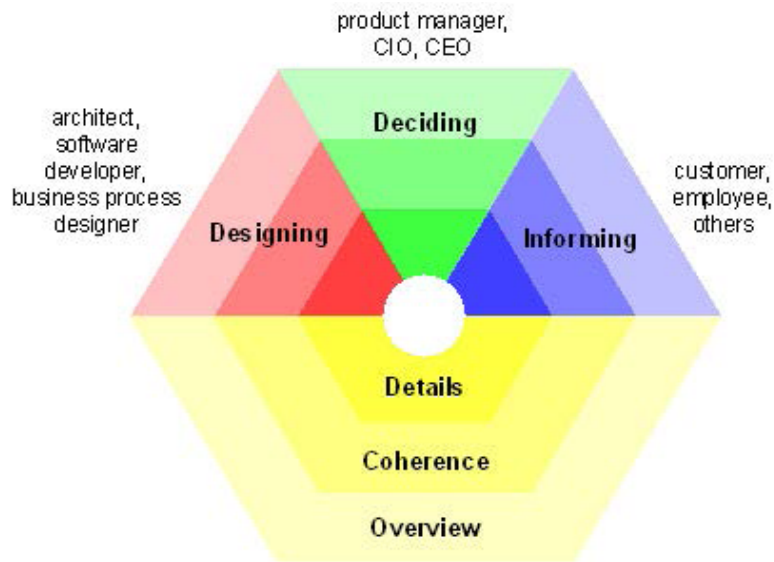 product manager,
CIO, CEO
Deciding
architect,
software
developer,
business process
designer
Designing
Informing
customer,
employee,
others
Details
Coherence
Overview